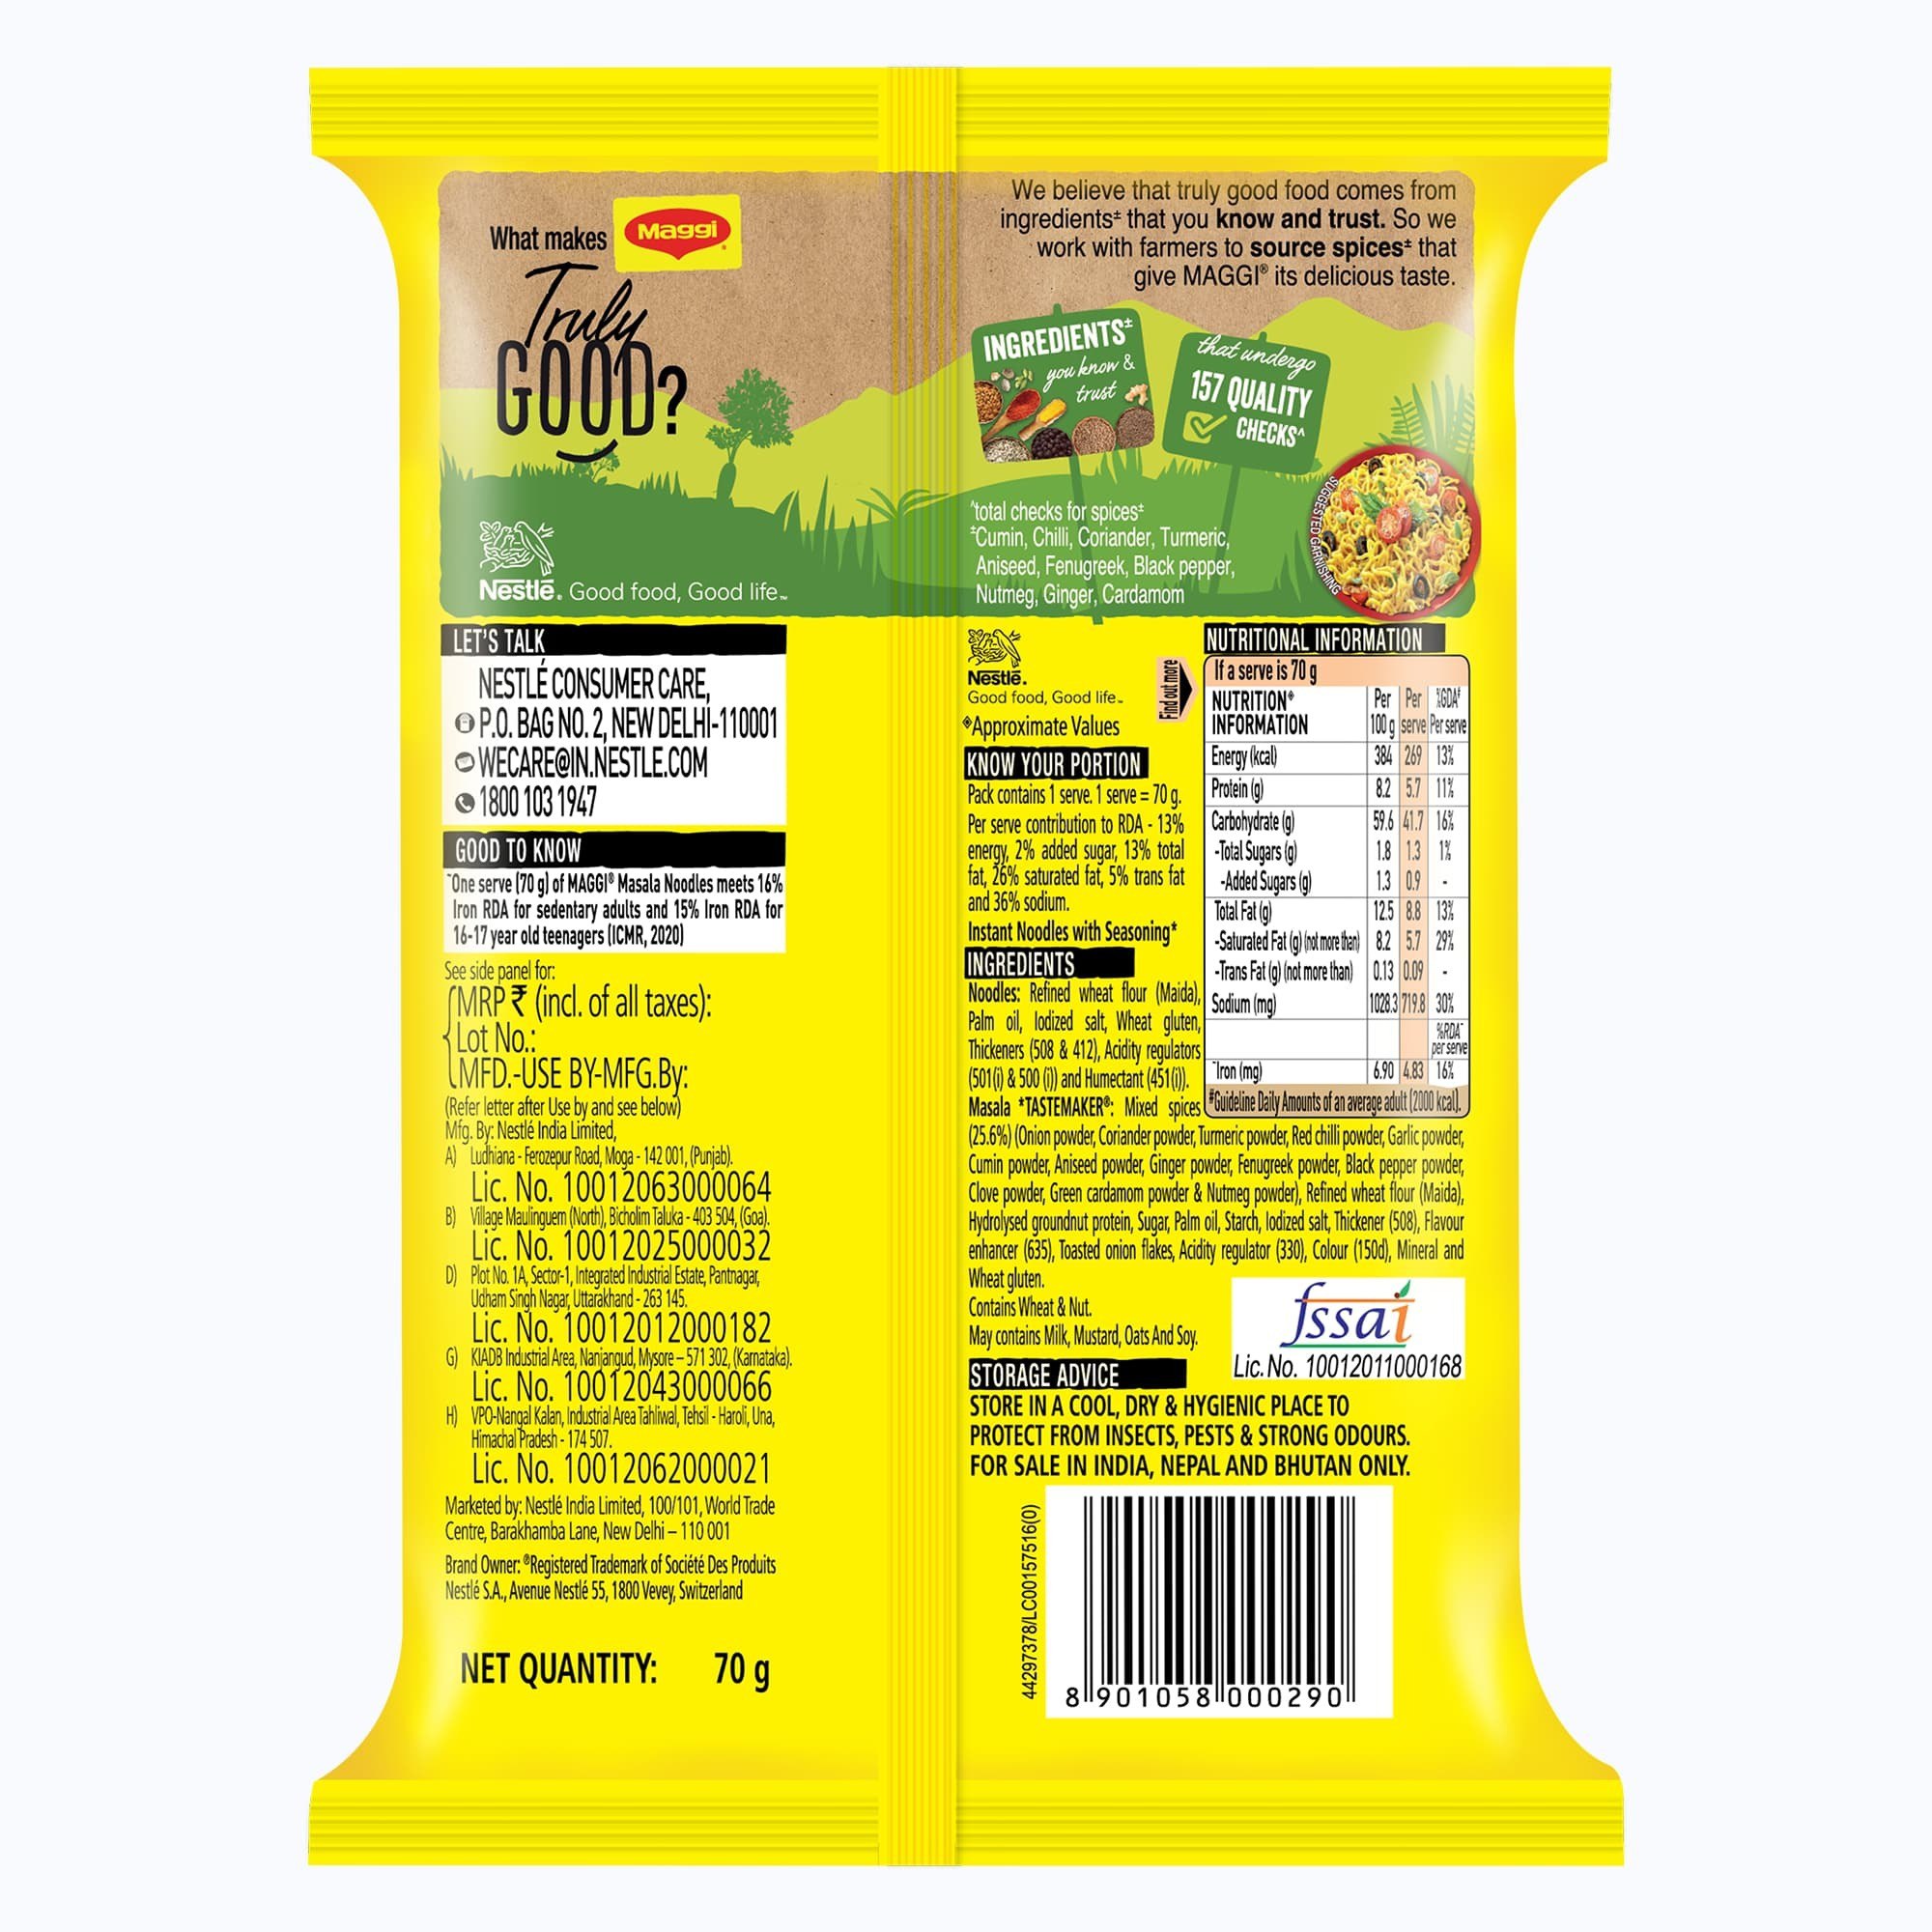 What makes Maggi
Truly
GOOD?
Nestlé. Good food, Good life™
We believe that truly good food comes from
ingredients‡ that you know and trust. So we
work with farmers to source spices‡ that
give MAGGI® its delicious taste.
INGREDIENTS‡
you know &
trust
that undergo
157 QUALITY
CHECKS^
SUGGESTED GARNISHING
^total checks for spices‡
‡Cumin, Chilli, Coriander, Turmeric,
Aniseed, Fenugreek, Black pepper,
Nutmeg, Ginger, Cardamom
LET'S TALK
NESTLÉ CONSUMER CARE,
P.O. BAG NO. 2, NEW DELHI-110001
WECARE@IN.NESTLE.COM
1800 103 1947
GOOD TO KNOW
~One serve (70 g) of MAGGI® Masala Noodles meets 16%
Iron RDA for sedentary adults and 15% Iron RDA for
16-17 year old teenagers (ICMR, 2020)
See side panel for:
MRP ₹ (incl. of all taxes):
Lot No.:
MFD.-USE BY-MFG.By:
(Refer letter after Use by and see below)
Mfg. By: Nestlé India Limited,
A) Ludhiana - Ferozepur Road, Moga - 142 001, (Punjab).
Lic. No. 10012063000064
B) Village Maulinguem (North), Bicholim Taluka - 403 504, (Goa).
Lic. No. 10012025000032
D) Plot No. 1A, Sector-1, Integrated Industrial Estate, Pantnagar,
Udham Singh Nagar, Uttarakhand - 263 145.
Lic. No. 10012012000182
G) KIADB Industrial Area, Nanjangud, Mysore – 571 302, (Karnataka).
Lic. No. 10012043000066
H) VPO-Nangal Kalan, Industrial Area Tahliwal, Tehsil - Haroli, Una,
Himachal Pradesh - 174 507.
Lic. No. 10012062000021
Marketed by: Nestlé India Limited, 100/101, World Trade
Centre, Barakhamba Lane, New Delhi – 110 001
Brand Owner: ®Registered Trademark of Société Des Produits
Nestlé S.A., Avenue Nestlé 55, 1800 Vevey, Switzerland
NET QUANTITY: 70 g
Nestlé.
Good food, Good life™
Find out more
◈Approximate Values
KNOW YOUR PORTION
Pack contains 1 serve. 1 serve = 70 g.
Per serve contribution to RDA - 13%
energy, 2% added sugar, 13% total
fat, 26% saturated fat, 5% trans fat
and 36% sodium.
NUTRITIONAL INFORMATION
If a serve is 70 g
NUTRITION◈ INFORMATION Per 100 g Per serve %GDA# Per serve
Energy (kcal) 384 269 13%
Protein (g) 8.2 5.7 11%
Carbohydrate (g) 59.6 41.7 16%
-Total Sugars (g) 1.8 1.3 1%
-Added Sugars (g) 1.3 0.9 -
Total Fat (g) 12.5 8.8 13%
-Saturated Fat (g) (not more than) 8.2 5.7 29%
-Trans Fat (g) (not more than) 0.13 0.09 -
Sodium (mg) 1028.3 719.8 30%
%RDA~ per serve
~Iron (mg) 6.90 4.83 16%
#Guideline Daily Amounts of an average adult (2000 kcal).
Instant Noodles with Seasoning*
INGREDIENTS
Noodles: Refined wheat flour (Maida),
Palm oil, Iodized salt, Wheat gluten,
Thickeners (508 & 412), Acidity regulators
(501(i) & 500 (i)) and Humectant (451(i)).
Masala *TASTEMAKER®: Mixed spices
(25.6%) (Onion powder, Coriander powder, Turmeric powder, Red chilli powder, Garlic powder,
Cumin powder, Aniseed powder, Ginger powder, Fenugreek powder, Black pepper powder,
Clove powder, Green cardamom powder & Nutmeg powder), Refined wheat flour (Maida),
Hydrolysed groundnut protein, Sugar, Palm oil, Starch, Iodized salt, Thickener (508), Flavour
enhancer (635), Toasted onion flakes, Acidity regulator (330), Colour (150d), Mineral and
Wheat gluten.
Contains Wheat & Nut.
May contains Milk, Mustard, Oats And Soy.
fssai
Lic. No. 10012011000168
STORAGE ADVICE
STORE IN A COOL, DRY & HYGIENIC PLACE TO
PROTECT FROM INSECTS, PESTS & STRONG ODOURS.
FOR SALE IN INDIA, NEPAL AND BHUTAN ONLY.
44297378/LC00157516(0)
8 901058 000290